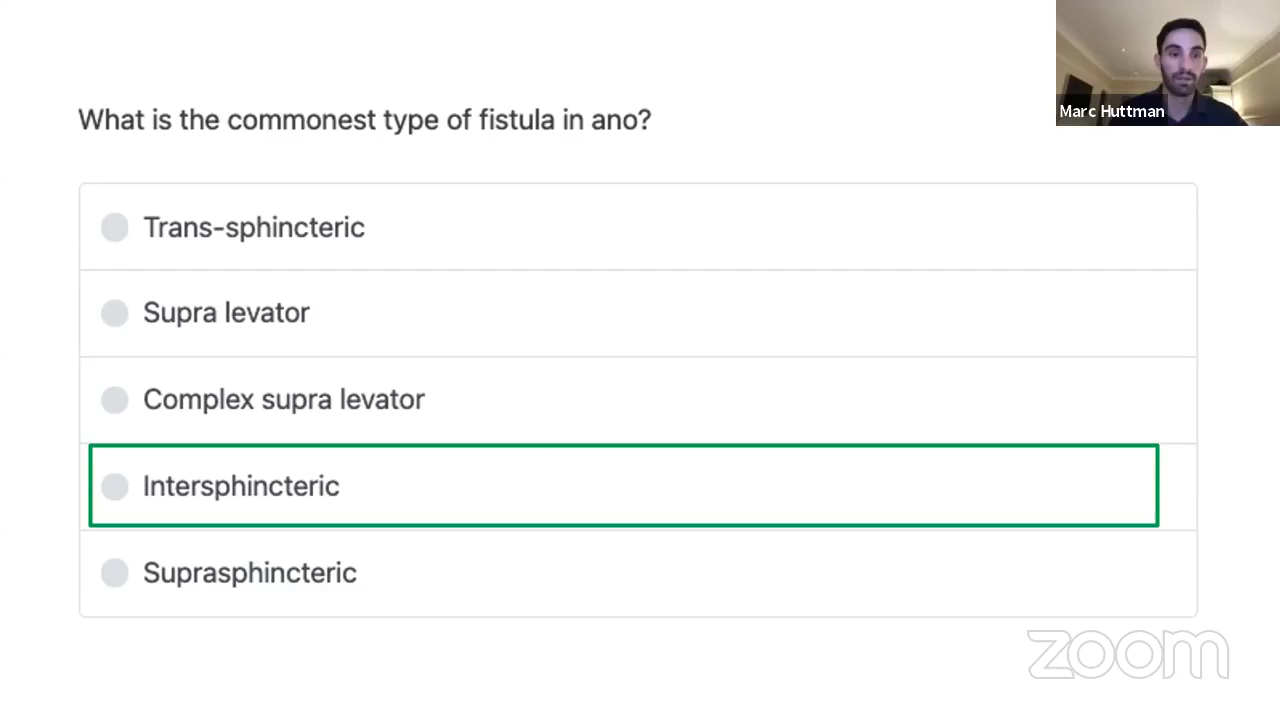 Marc Huttman
What is the commonest type of fistula in ano?
Trans-sphincteric
Supra levator
Complex supra levator
Intersphincteric
Suprasphincteric
zoom